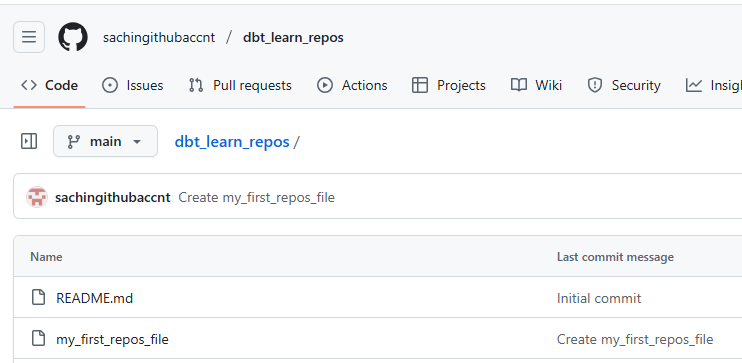 sachingithubaccnt / dbt_learn_repos
Code Issues Pull requests Actions Projects Wiki Security
main dbt_learn_repos /
sachingithubaccnt Create my_first_repos_file
Name Last commit message
README.md Initial commit
my_first_repos_file Create my_first_repos_file